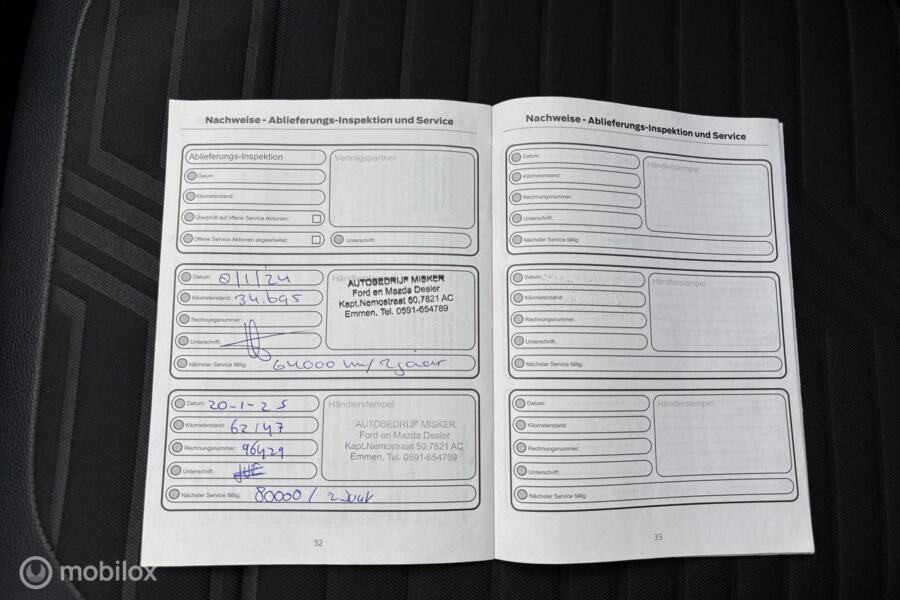 Nachweise - Ablieferungs-Inspektion und Service
Ablieferungs-Inspektion
Vertragspartner
Datum:
Kilometerstand:
Überprüft auf offene Service Aktionen:
Offene Service Aktionen abgearbeitet:
Unterschrift:
Datum: 8/1/24
Händlerstempel
AUTOBEDRIJF MISKER
Ford en Mazda Dealer
Kapt.Nemostraat 50,7821 AC
Emmen, Tel. 0591-654789
Kilometerstand: 34.695
Rechnungsnummer:
Unterschrift:
Nächster Service fällig: 64000 km/ 2 jaar
Datum: 20-1-25
Händlerstempel
AUTOBEDRIJF MISKER
Ford en Mazda Dealer
Kapt.Nemostraat 50,7821 AC
Emmen, Tel. 0591-654789
Kilometerstand: 62147
Rechnungsnummer: 96429
Unterschrift:
Nächster Service fällig: 80000 / 2 Jaar
32
Nachweise - Ablieferungs-Inspektion und Service
Datum:
Händlerstempel
Kilometerstand:
Rechnungsnummer:
Unterschrift:
Nächster Service fällig:
Datum:
Händlerstempel
Kilometerstand:
Rechnungsnummer:
Unterschrift:
Nächster Service fällig:
Datum:
Händlerstempel
Kilometerstand:
Rechnungsnummer:
Unterschrift:
Nächster Service fällig:
33
mobilox